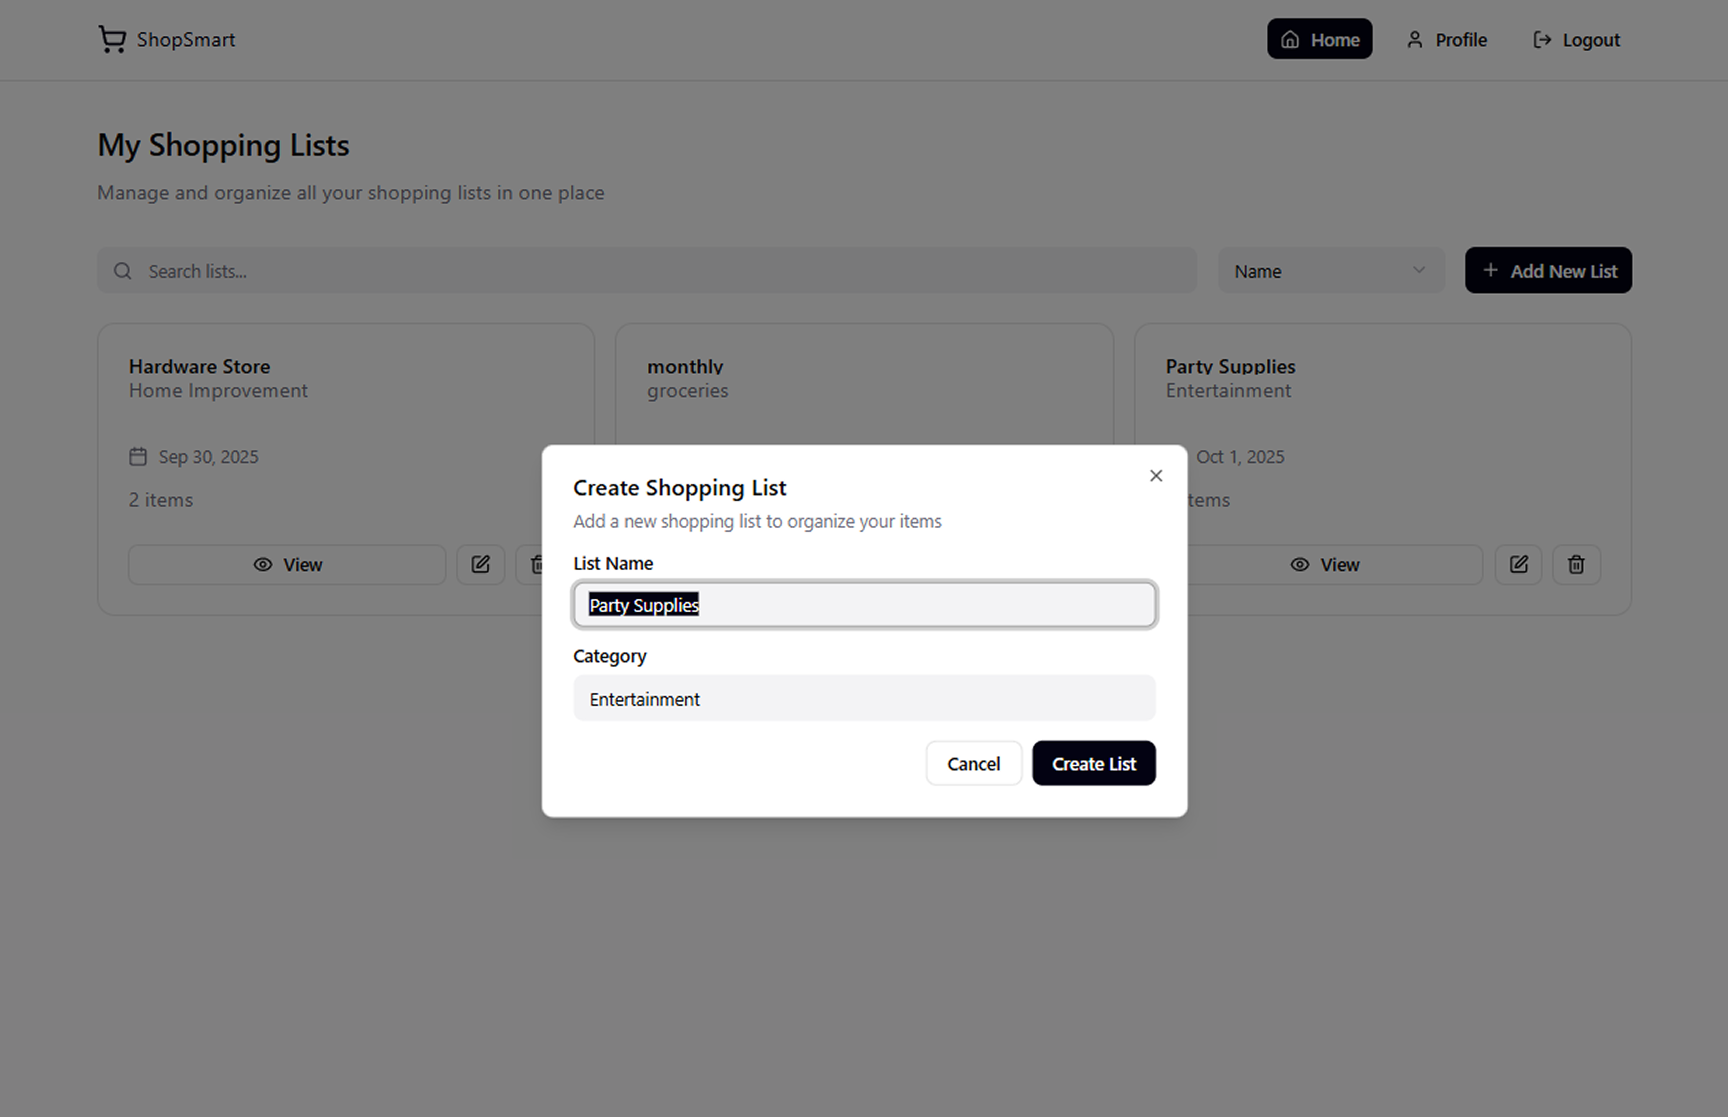 ShopSmart
Home
Profile
Logout
My Shopping Lists
Manage and organize all your shopping lists in one place
Search lists...
Name
Add New List
Hardware Store
Home Improvement
Sep 30, 2025
2 items
View
monthly
groceries
Party Supplies
Entertainment
Oct 1, 2025
View
Create Shopping List
Add a new shopping list to organize your items
List Name
Party Supplies
Category
Entertainment
Cancel
Create List